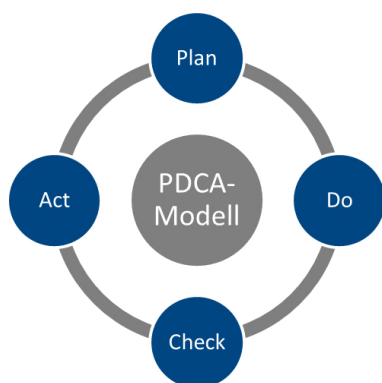 Plan
Act
PDCA-
Modell
Do
Check